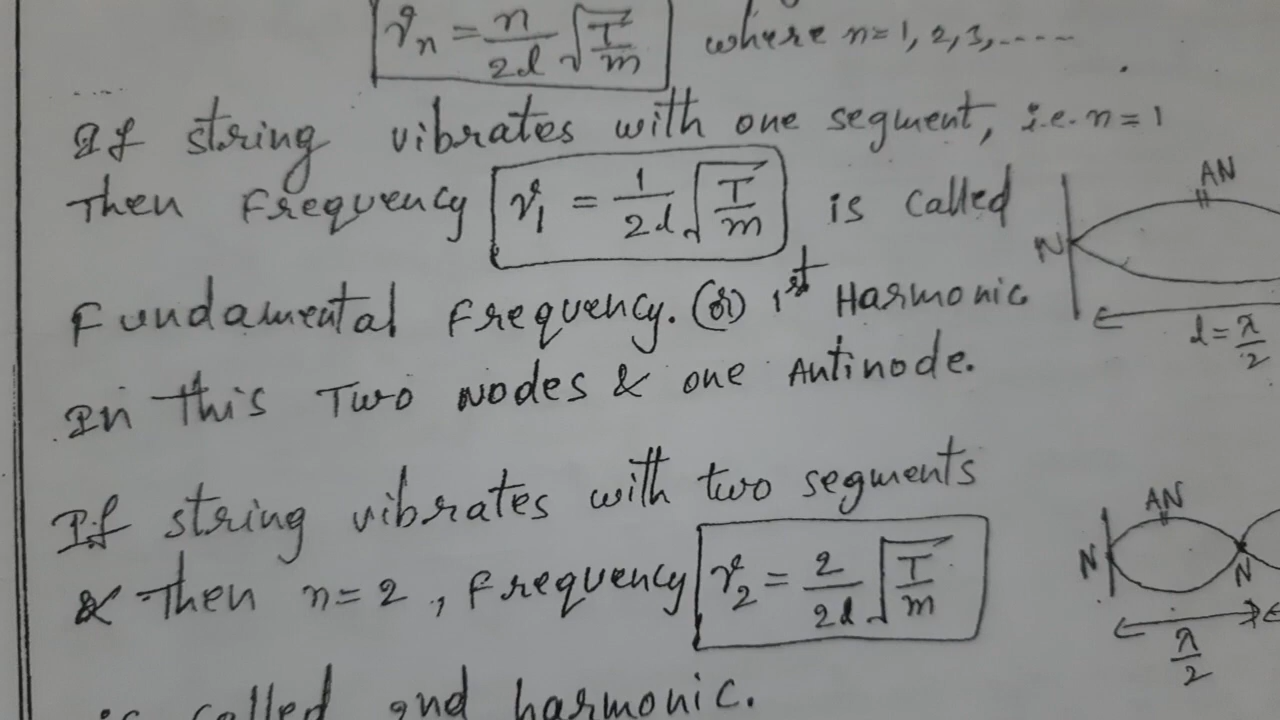 𝜈n = n/2l √T/m where n=1, 2, 3, .....
If string vibrates with one segment, i.e. n=1
Then Frequency 𝜈1 = 1/2l √T/m is called
Fundamental Frequency. (or) 1st Harmonic
In this Two Nodes & one Antinode.
AN
N
l = λ/2
If string vibrates with two segments
& Then n=2, Frequency 𝜈2 = 2/2l √T/m
AN
N N
λ/2
is called 2nd harmonic.